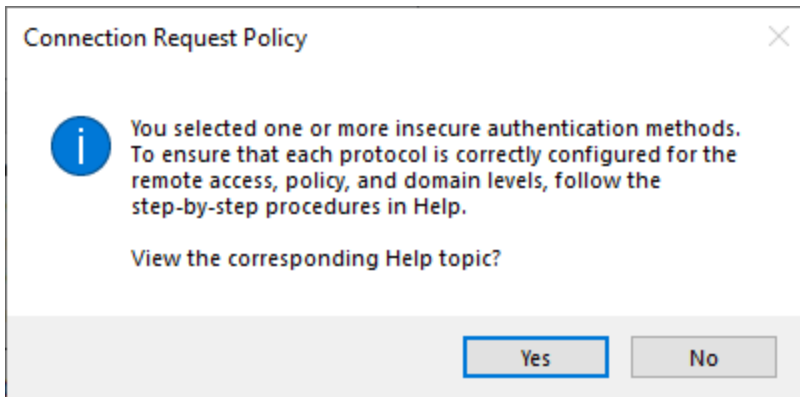 Connection Request Policy
You selected one or more insecure authentication methods.
To ensure that each protocol is correctly configured for the
remote access, policy, and domain levels, follow the
step-by-step procedures in Help.
View the corresponding Help topic?
Yes
No